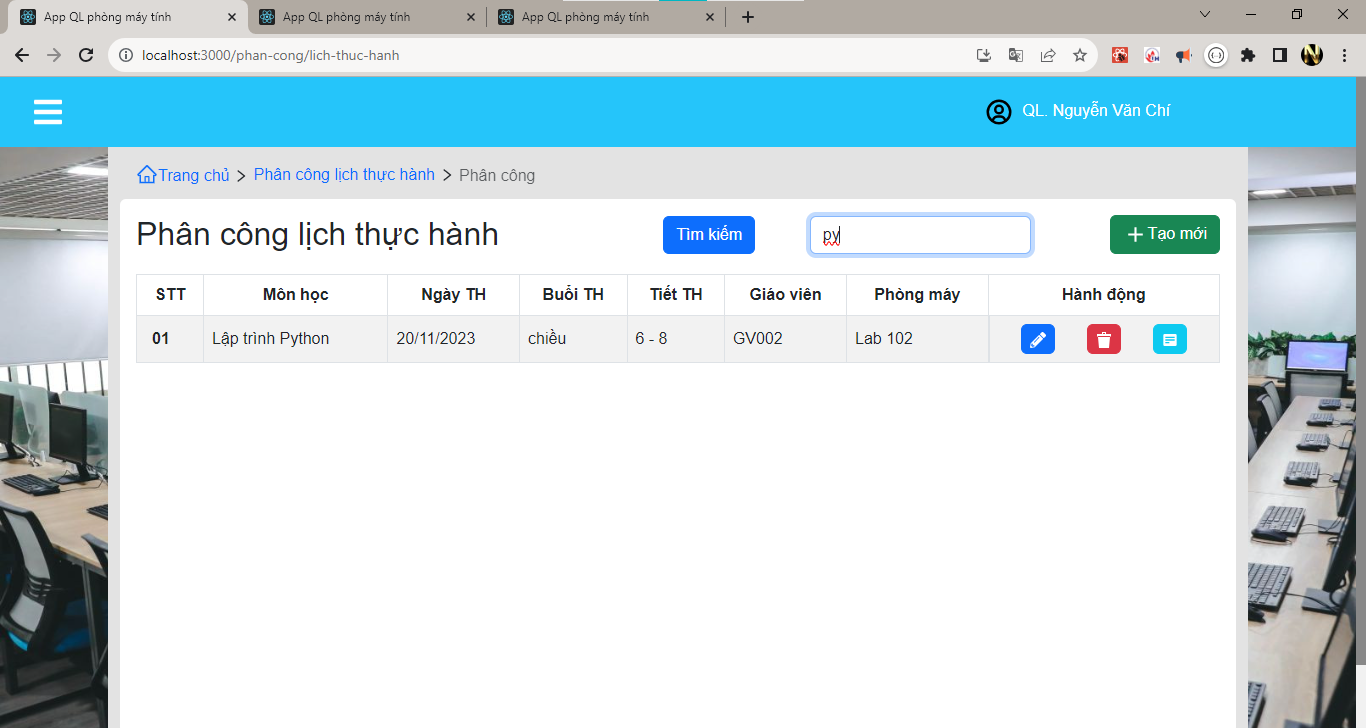 App QL phòng máy tính
App QL phòng máy tính
App QL phòng máy tính
localhost:3000/phan-cong/lich-thuc-hanh
QL. Nguyễn Văn Chí
Trang chủ > Phân công lịch thực hành > Phân công
Phân công lịch thực hành
Tìm kiếm
py
Tạo mới
STT Môn học Ngày TH Buổi TH Tiết TH Giáo viên Phòng máy Hành động
01 Lập trình Python 20/11/2023 chiều 6 - 8 GV002 Lab 102